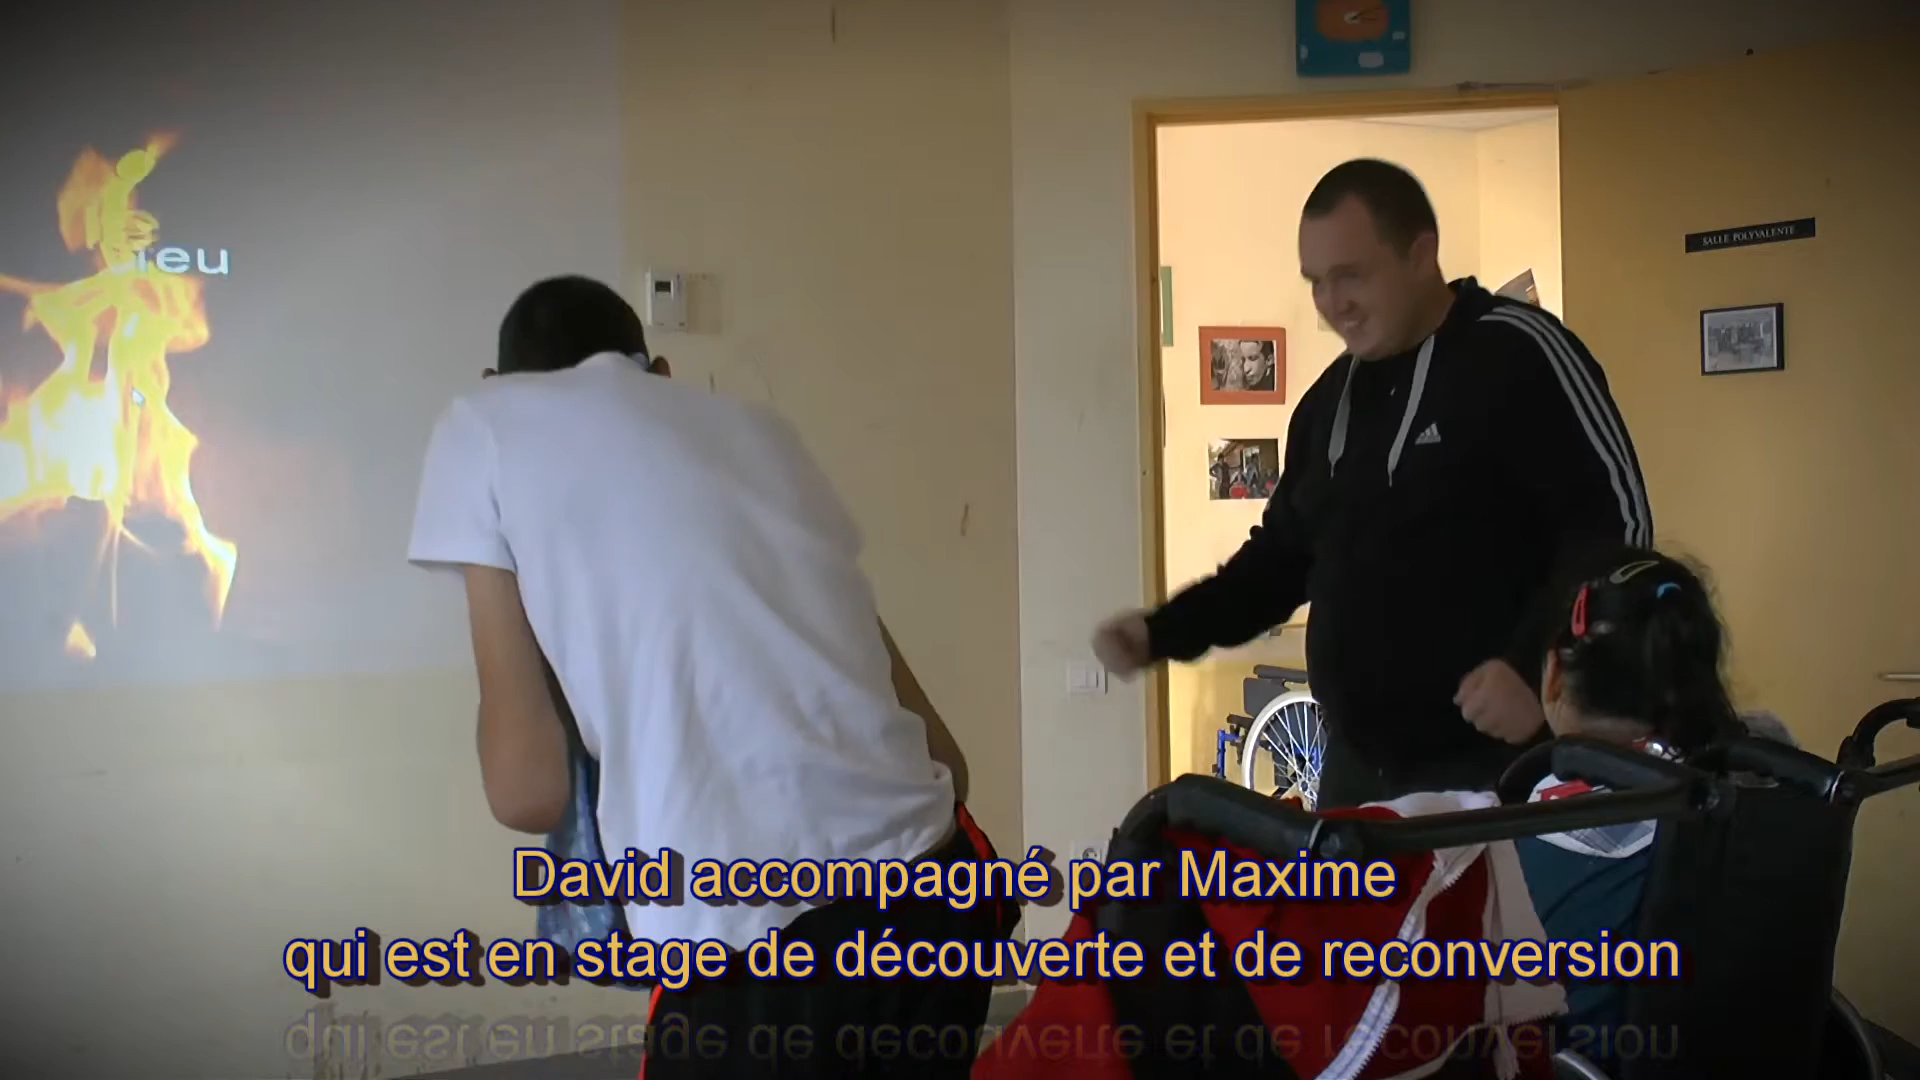 SALLE POLYVALENTE
David accompagné par Maxime
qui est en stage de découverte et de reconversion